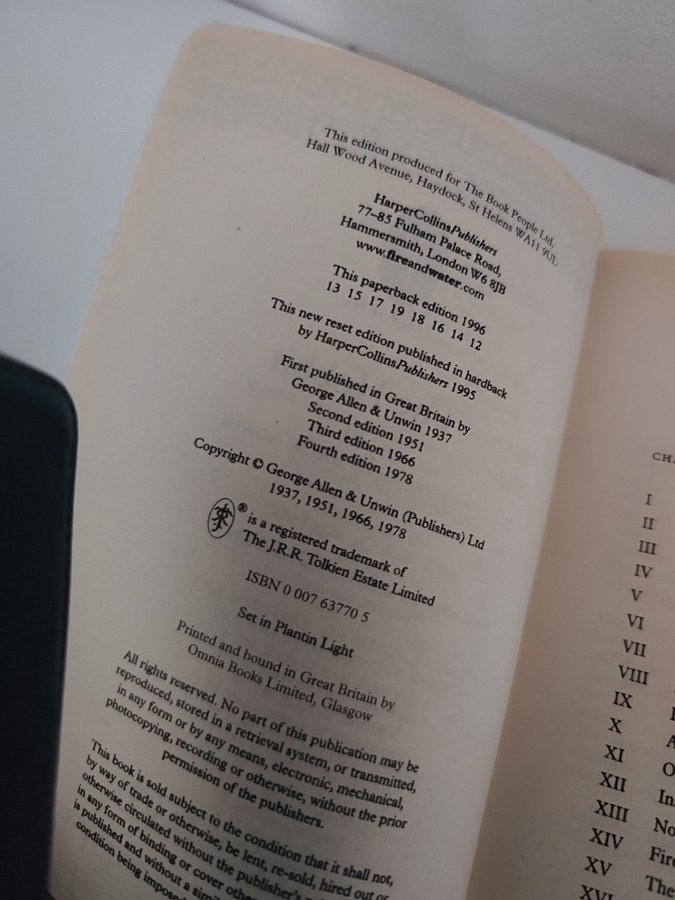 This edition produced for The Book People Ltd,
Hall Wood Avenue, Haydock, St Helens WA11 9UL
HarperCollinsPublishers
77–85 Fulham Palace Road,
Hammersmith, London W6 8JB
www.fireandwater.com
This paperback edition 1996
13 15 17 19 18 16 14 12
This new reset edition published in hardback
by HarperCollinsPublishers 1995
First published in Great Britain by
George Allen & Unwin 1937
Second edition 1951
Third edition 1966
Fourth edition 1978
Copyright © George Allen & Unwin (Publishers) Ltd
1937, 1951, 1966, 1978
® is a registered trademark of
The J.R.R. Tolkien Estate Limited
ISBN 0 007 63770 5
Set in Plantin Light
Printed and bound in Great Britain by
Omnia Books Limited, Glasgow
All rights reserved. No part of this publication may be
reproduced, stored in a retrieval system, or transmitted,
in any form or by any means, electronic, mechanical,
photocopying, recording or otherwise, without the prior
permission of the publishers.
This book is sold subject to the condition that it shall not,
by way of trade or otherwise, be lent, re-sold, hired out or
otherwise circulated without the publisher's
in any form of binding or cover
is published and without a
condition being
CHA
I
II
III
IV
V
VI
VII
VIII
IX
X A
XI O
XII In
XIII No
XIV Fire
XV The
XVI